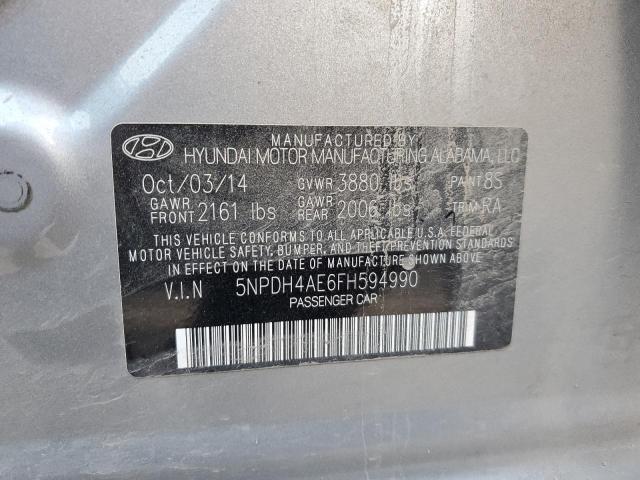 MANUFACTURED BY
HYUNDAI MOTOR MANUFACTURING ALABAMA, LLC
Oct/03/14 GVWR 3880 lbs PAINT 8S
GAWR FRONT 2161 lbs GAWR REAR 2006 lbs TRIM RA
THIS VEHICLE CONFORMS TO ALL APPLICABLE U.S.A FEDERAL
MOTOR VEHICLE SAFETY, BUMPER, AND THEFT PREVENTION STANDARDS
IN EFFECT ON THE DATE OF MANUFACTURE SHOWN ABOVE.
V.I.N 5NPDH4AE6FH594990
PASSENGER CAR